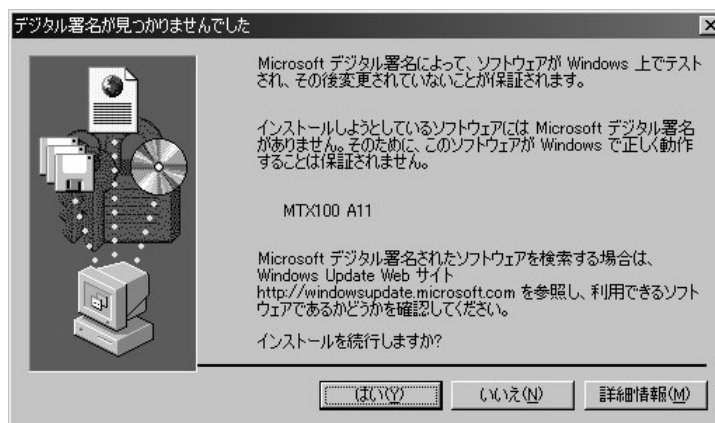 デジタル署名が見つかりませんでした
Microsoft デジタル署名によって、ソフトウェアが Windows 上でテスト
され、その後変更されていないことが保証されます。
インストールしようとしているソフトウェアには Microsoft デジタル署名
がありません。そのために、このソフトウェアが Windows で正しく動作
することは保証されません。
MTX100 A11
Microsoft デジタル署名されたソフトウェアを検索する場合は、
Windows Update Web サイト
http://windowsupdate.microsoft.com を参照し、利用できるソフト
ウェアであるかどうかを確認してください。
インストールを続行しますか?
はい(Y) いいえ(N) 詳細情報(M)